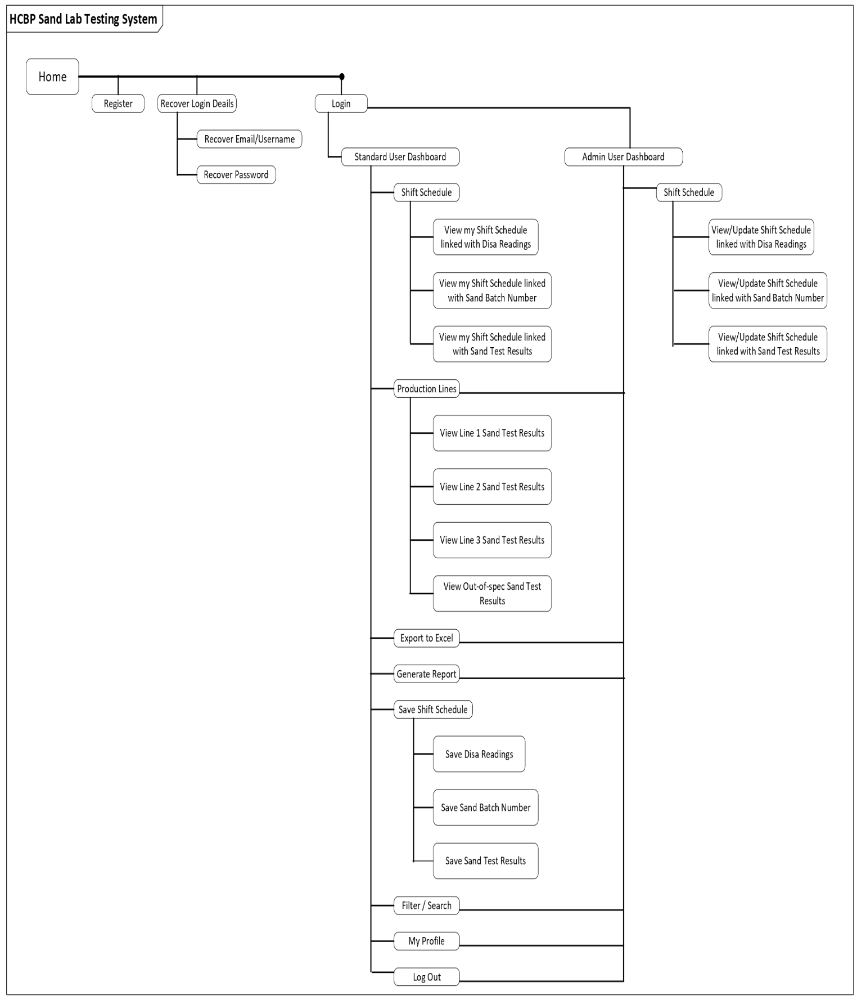 HCBP Sand Lab Testing System
Home
Register
Recover Login Deails
Login
Recover Email/Username
Recover Password
Standard User Dashboard
Admin User Dashboard
Shift Schedule
Shift Schedule
View my Shift Schedule
linked with Disa Readings
View/Update Shift Schedule
linked with Disa Readings
View my Shift Schedule linked
with Sand Batch Number
View/Update Shift Schedule
linked with Sand Batch Number
View my Shift Schedule linked
with Sand Test Results
View/Update Shift Schedule
linked with Sand Test Results
Production Lines
View Line 1 Sand Test Results
View Line 2 Sand Test Results
View Line 3 Sand Test Results
View Out-of-spec Sand Test
Results
Export to Excel
Generate Report
Save Shift Schedule
Save Disa Readings
Save Sand Batch Number
Save Sand Test Results
Filter / Search
My Profile
Log Out